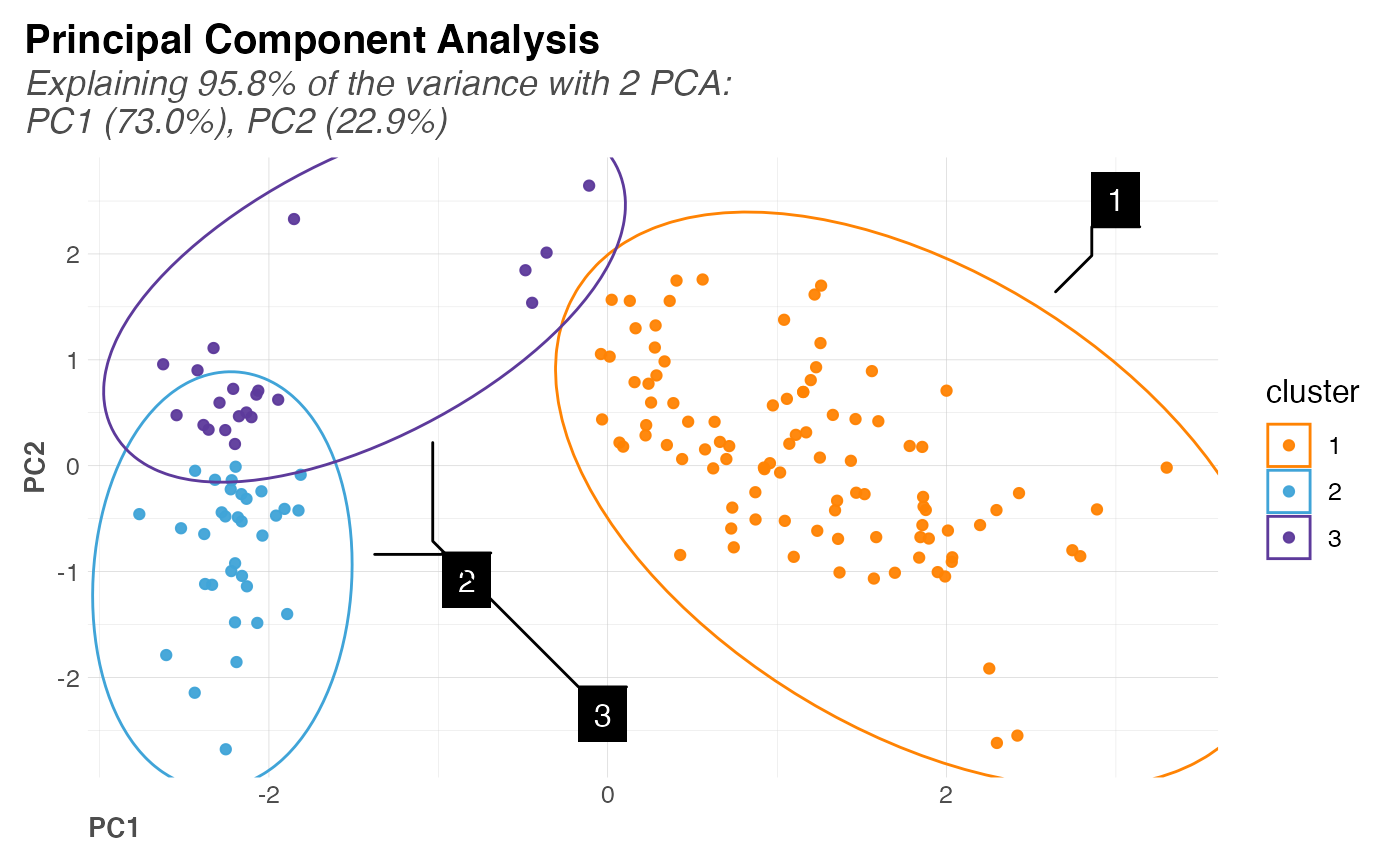 Principal Component Analysis
Explaining 95.8% of the variance with 2 PCA:
PC1 (73.0%), PC2 (22.9%)
1
2
1
0
-1
-2
PC2
2
3
-2
0
2
PC1
cluster
1
2
3